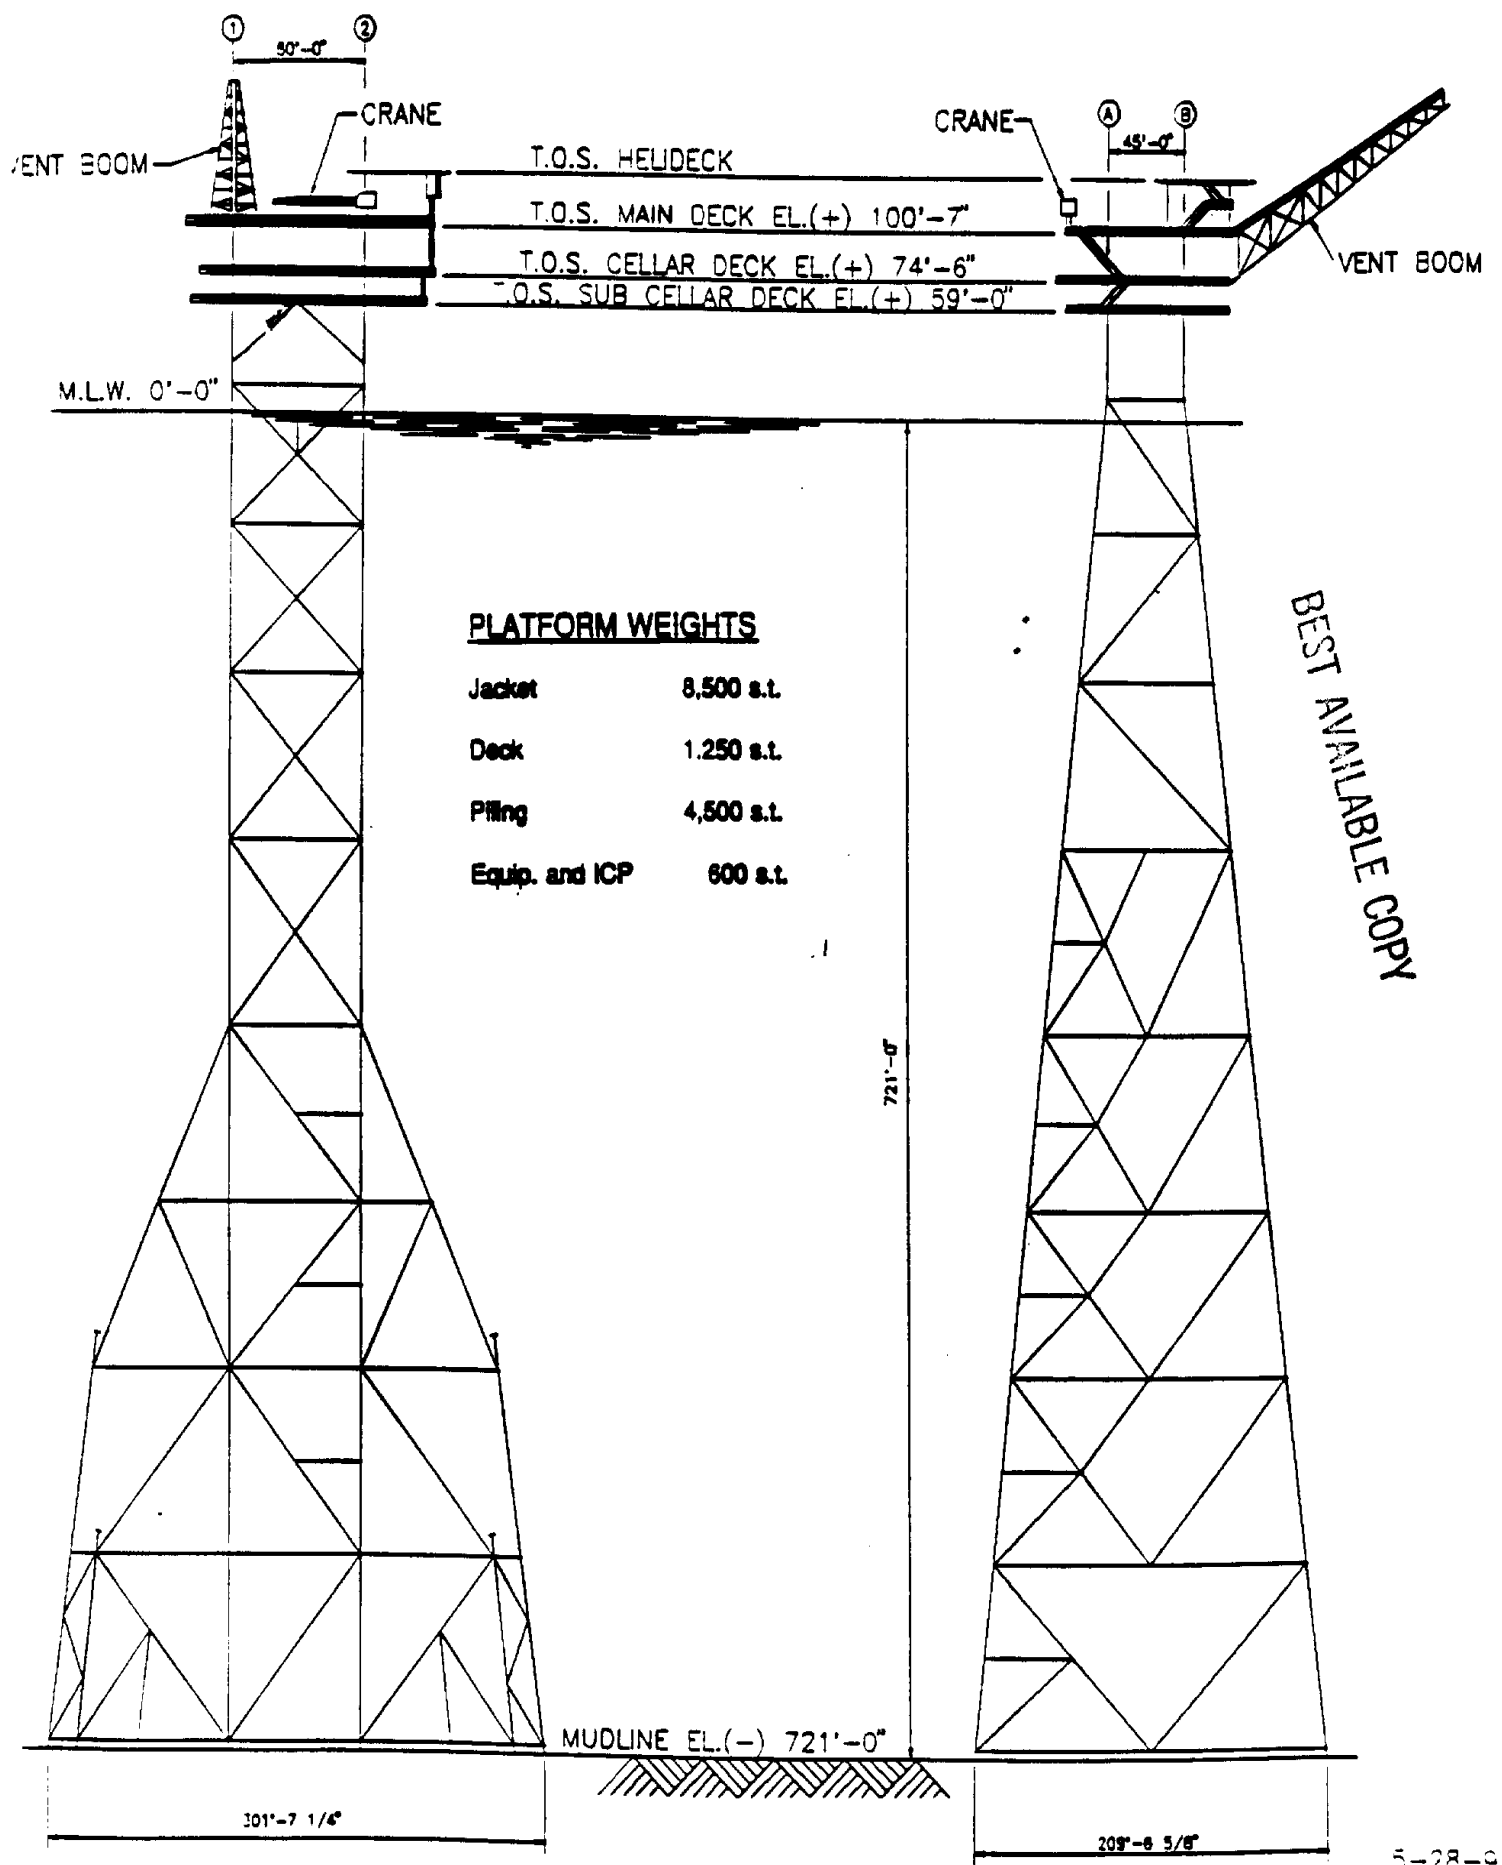 1 2
A B
CRANE
CRANE
45'-0"
VENT BOOM
T.O.S. HELIDECK
T.O.S. MAIN DECK EL.(+) 100'-7"
VENT BOOM
T.O.S. CELLAR DECK EL.(+) 74'-6"
T.O.S. SUB CELLAR DECK EL.(+) 59'-0"
M.L.W. 0'-0"
PLATFORM WEIGHTS
Jacket 8,500 s.t.
Deck 1.250 s.t.
Piling 4,500 s.t.
Equip. and ICP 600 s.t.
BEST AVAILABLE COPY
721'-0"
MUDLINE EL.(-) 721'-0"
301'-7 1/4"
209'-6 5/8"